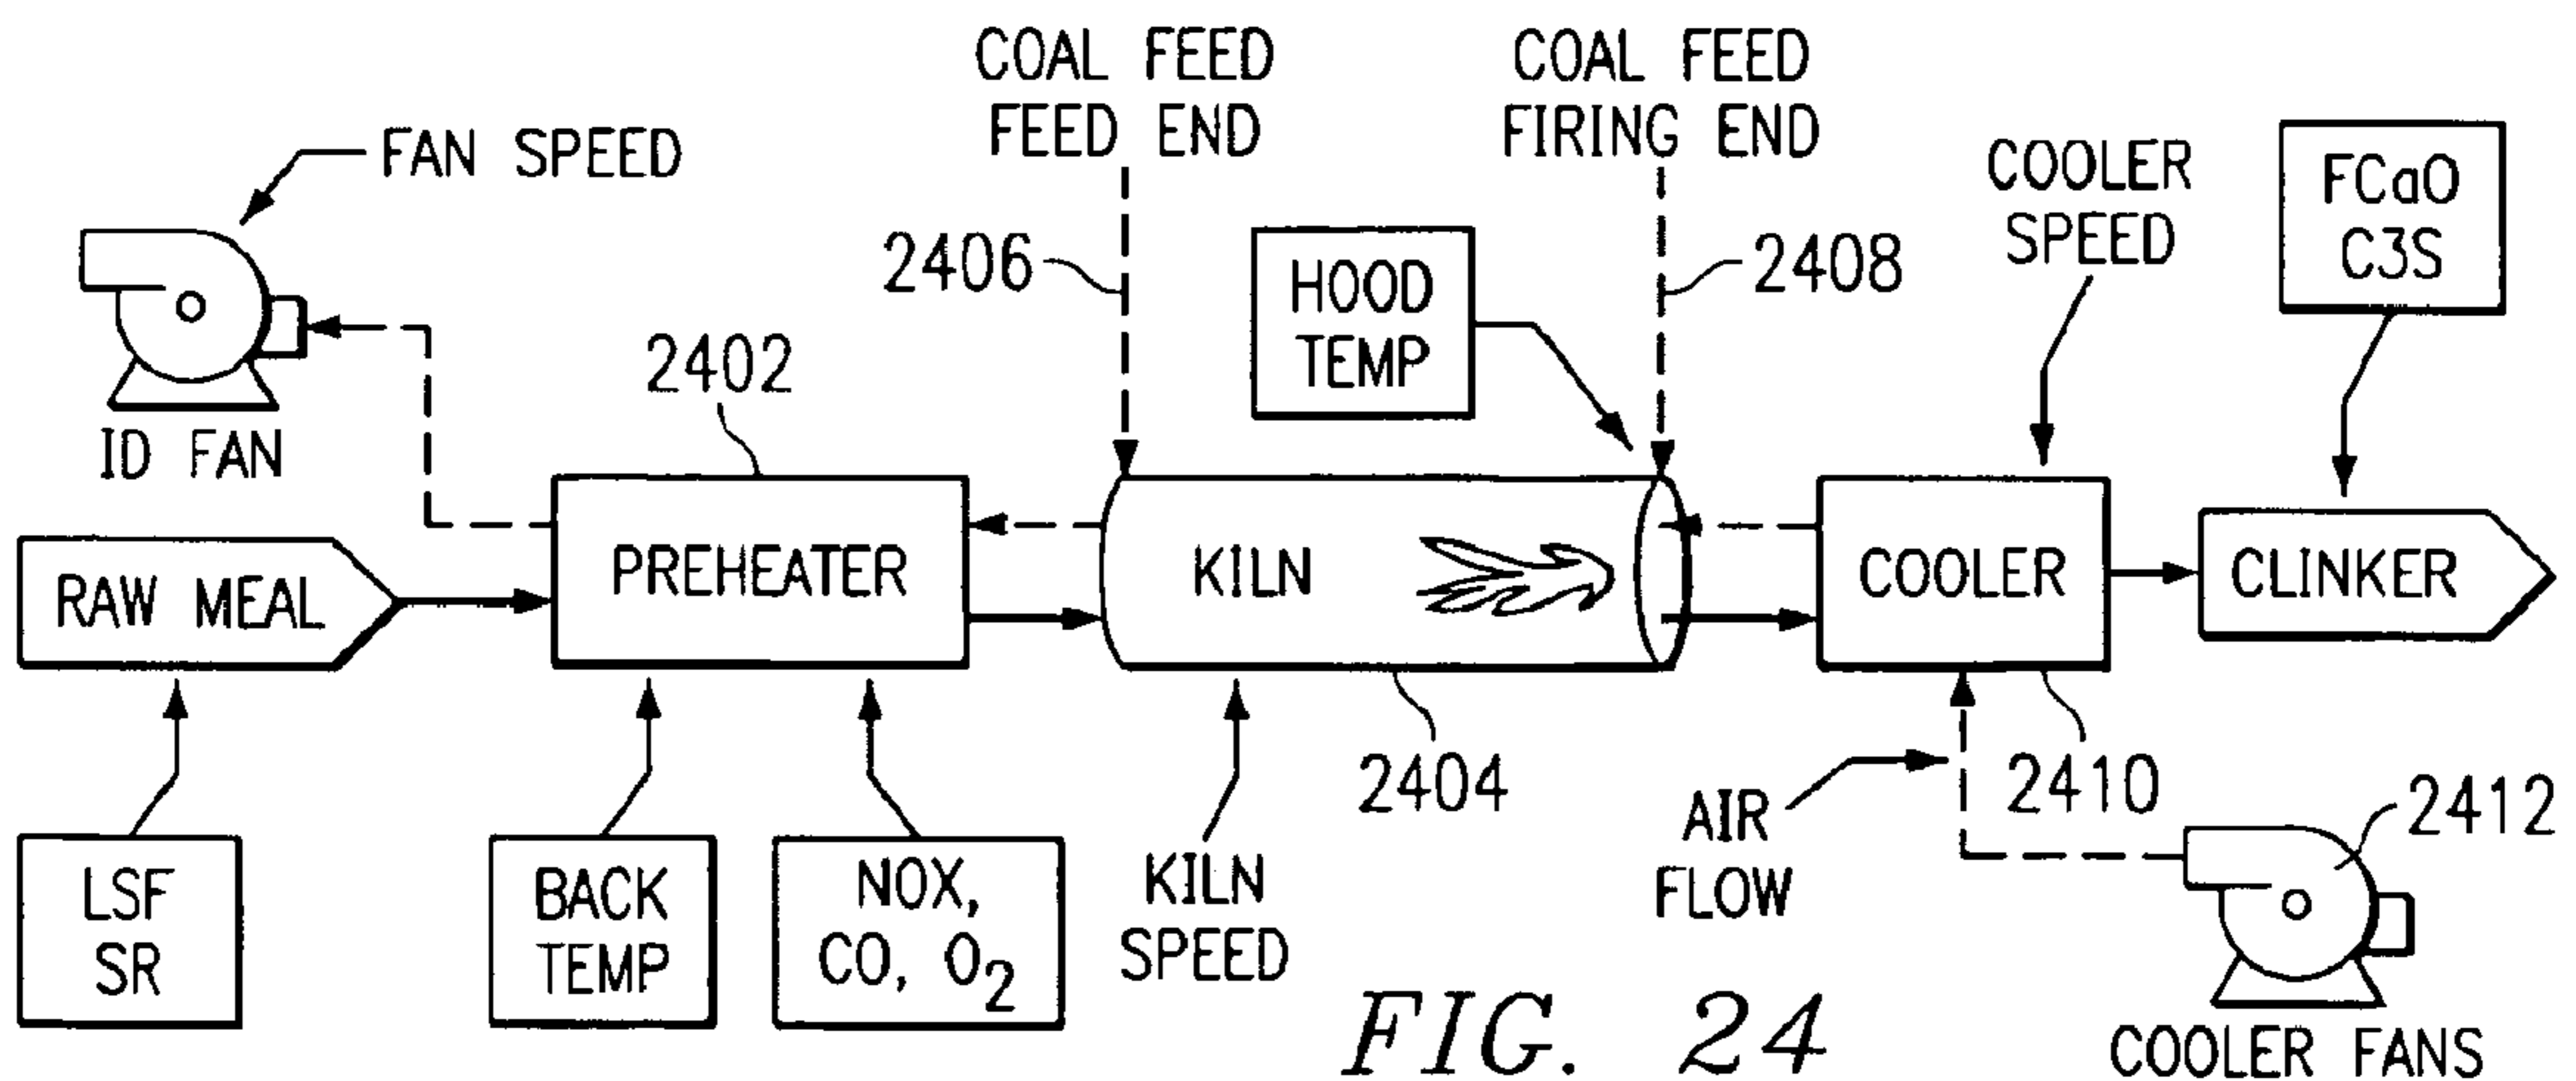 COAL FEED
FEED END
COAL FEED
FIRING END
FAN SPEED
COOLER
SPEED
FCaO
C3S
2406
HOOD
TEMP
2408
2402
ID FAN
RAW MEAL
PREHEATER
KILN
COOLER
CLINKER
LSF
SR
BACK
TEMP
NOX,
CO, O2
KILN
SPEED
2404
AIR
FLOW
2410
2412
COOLER FANS
FIG. 24